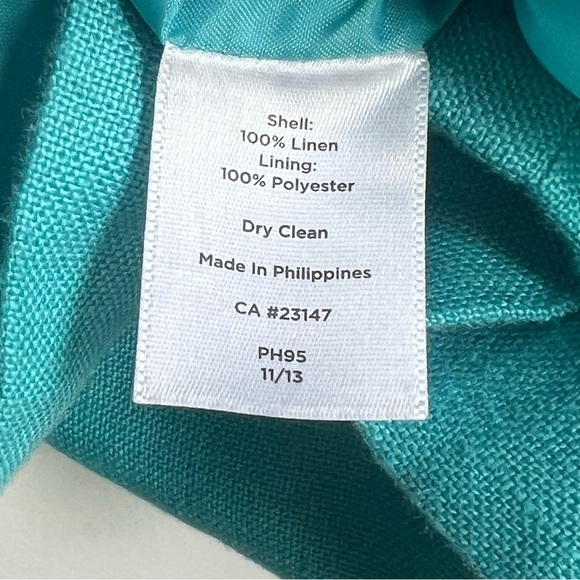 Shell:
100% Linen
Lining:
100% Polyester
Dry Clean
Made In Philippines
CA #23147
PH95
11/13